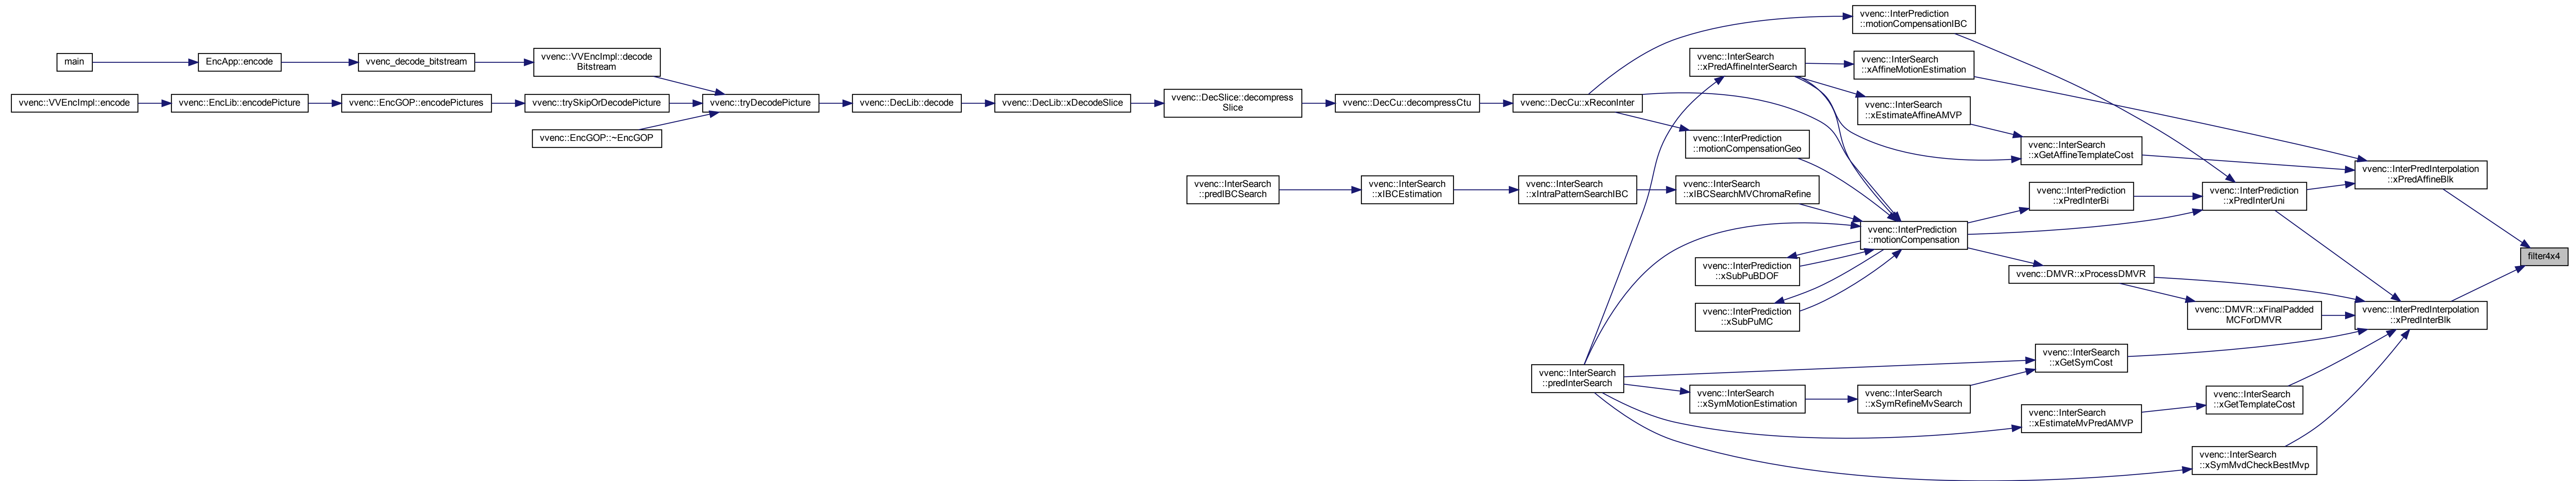 main
EncApp::encode
vvenc_decode_bitstream
vvenc::VVEncImpl::decode
Bitstream
vvenc::VVEncImpl::encode
vvenc::EncLib::encodePicture
vvenc::EncGOP::encodePictures
vvenc::trySkipOrDecodePicture
vvenc::EncGOP::~EncGOP
vvenc::tryDecodePicture
vvenc::DecLib::decode
vvenc::DecLib::xDecodeSlice
vvenc::DecSlice::decompress
Slice
vvenc::DecCu::decompressCtu
vvenc::DecCu::xReconInter
vvenc::InterPrediction
::motionCompensationIBC
vvenc::InterSearch
::xPredAffineInterSearch
vvenc::InterSearch
::xAffineMotionEstimation
vvenc::InterSearch
::xEstimateAffineAMVP
vvenc::InterPrediction
::motionCompensationGeo
vvenc::InterSearch
::xGetAffineTemplateCost
vvenc::InterSearch
::predIBCSearch
vvenc::InterSearch
::xIBCEstimation
vvenc::InterSearch
::xIntraPatternSearchIBC
vvenc::InterSearch
::xIBCSearchMVChromaRefine
vvenc::InterPrediction
::xPredInterBi
vvenc::InterPrediction
::xPredInterUni
vvenc::InterPredInterpolation
::xPredAffineBlk
vvenc::InterPrediction
::motionCompensation
filter4x4
vvenc::InterPrediction
::xSubPuBDOF
vvenc::DMVR::xProcessDMVR
vvenc::InterPrediction
::xSubPuMC
vvenc::DMVR::xFinalPadded
MCForDMVR
vvenc::InterPredInterpolation
::xPredInterBlk
vvenc::InterSearch
::xGetSymCost
vvenc::InterSearch
::predInterSearch
vvenc::InterSearch
::xSymMotionEstimation
vvenc::InterSearch
::xSymRefineMvSearch
vvenc::InterSearch
::xGetTemplateCost
vvenc::InterSearch
::xEstimateMvPredAMVP
vvenc::InterSearch
::xSymMvdCheckBestMvp